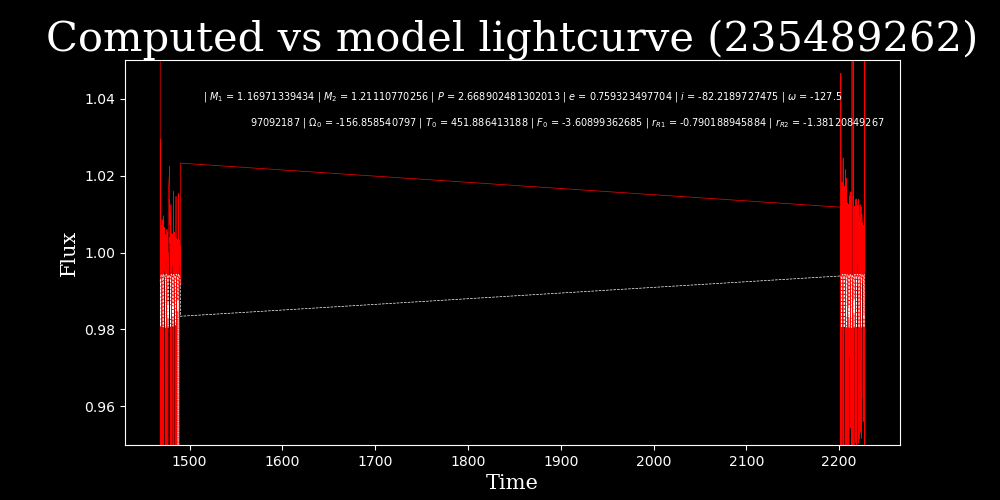 Computed vs model lightcurve (235489262)
| M1 = 1.16971339434 | M2 = 1.21110770256 | P = 2.668902481302013 | e = 0.759323497704 | i = -82.2189727475 | ω = -127.5
97092187 | Ω0 = -156.858540797 | T0 = 451.886413188 | F0 = -3.60899362685 | rR1 = -0.790188945884 | rR2 = -1.38120849267
1.04
1.02
1.00
0.98
0.96
Flux
1500 1600 1700 1800 1900 2000 2100 2200
Time